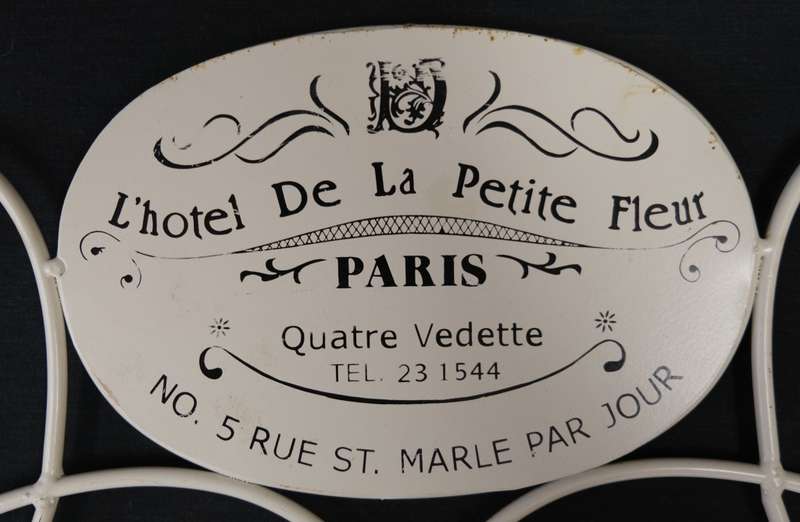 L'hotel De La Petite Fleur
PARIS
Quatre Vedette
TEL. 23 1544
NO. 5 RUE ST. MARLE PAR JOUR